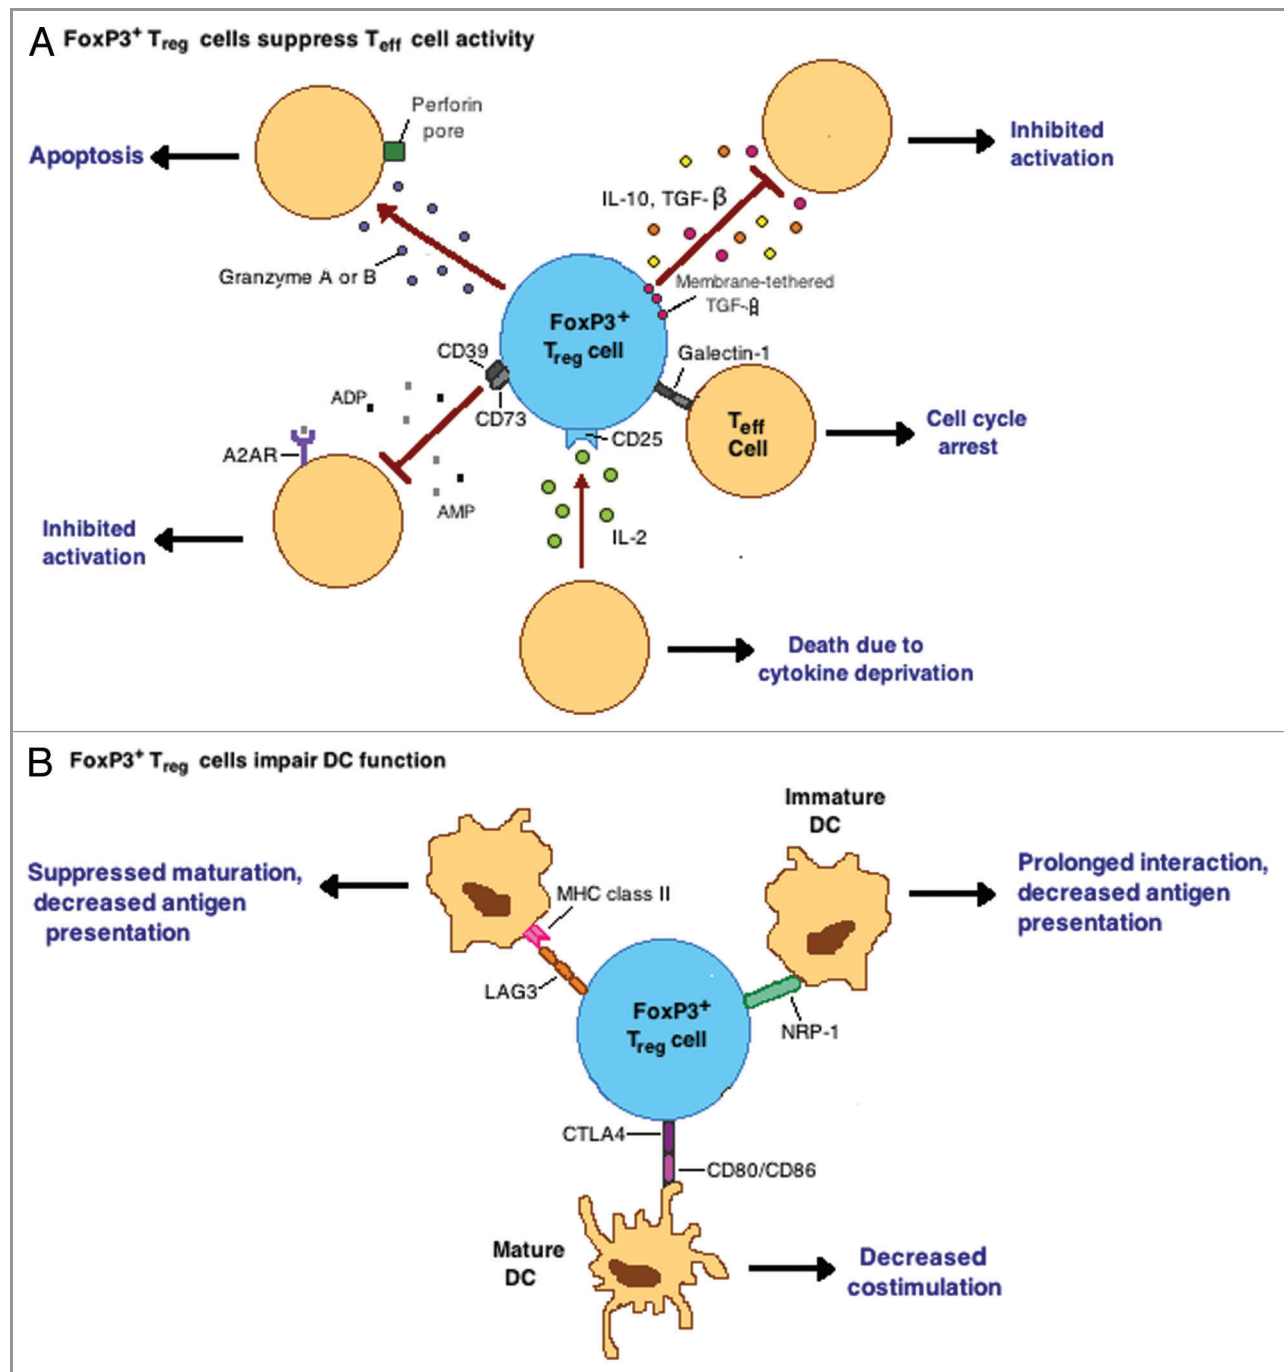 A FoxP3+ Treg cells suppress Teff cell activity
Perforin
pore
Apoptosis
Granzyme A or B
Inhibited
activation
IL-10, TGF-β
Membrane-tethered
TGF-β
FoxP3+
Treg cell
CD39
CD73
ADP
A2AR
AMP
Inhibited
activation
Galectin-1
Teff
Cell
Cell cycle
arrest
CD25
IL-2
Death due to
cytokine deprivation
B FoxP3+ Treg cells impair DC function
Suppressed maturation,
decreased antigen
presentation
MHC class II
LAG3
Immature
DC
Prolonged interaction,
decreased antigen
presentation
FoxP3+
Treg cell
NRP-1
CTLA4
CD80/CD86
Mature
DC
Decreased
costimulation